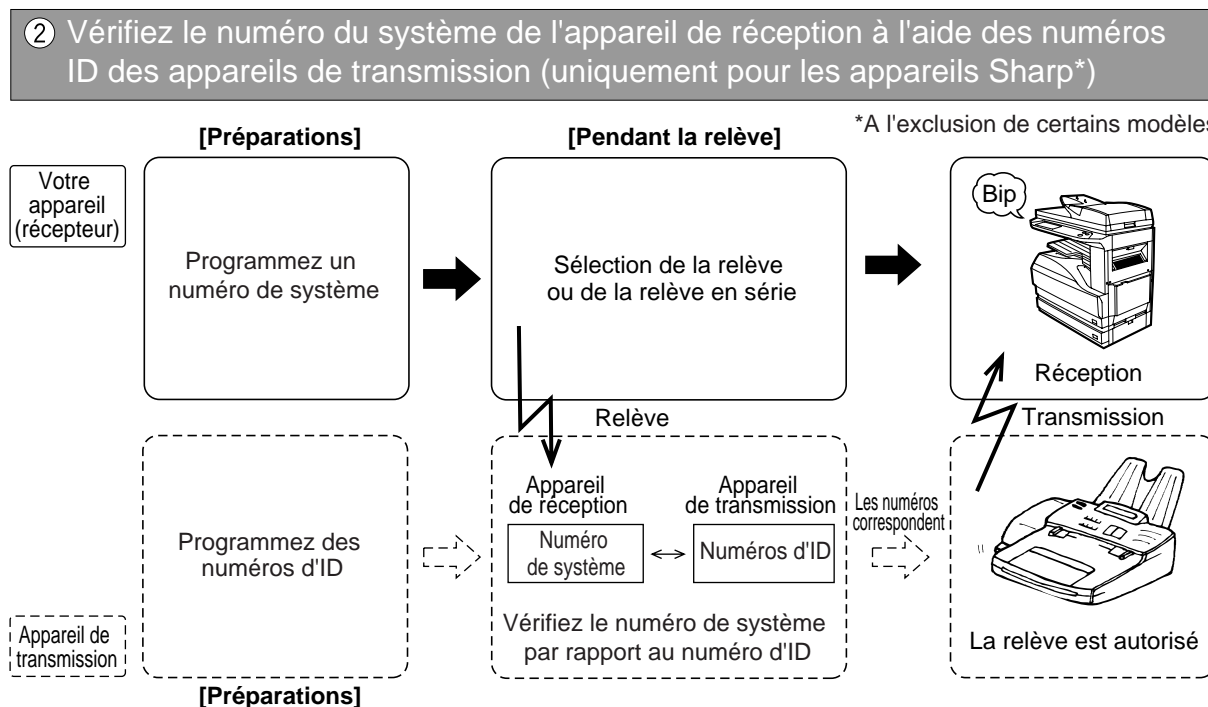 2 Vérifiez le numéro du système de l'appareil de réception à l'aide des numéros
ID des appareils de transmission (uniquement pour les appareils Sharp*)
*A l'exclusion de certains modèles
[Préparations]
[Pendant la relève]
Votre
appareil
(récepteur)
Programmez un
numéro de système
Sélection de la relève
ou de la relève en série
Bip
Réception
Relève
Transmission
Programmez des
numéros d'ID
Appareil
de réception
Numéro
de système
Appareil
de transmission
Numéros d'ID
Vérifiez le numéro de système
par rapport au numéro d'ID
Les numéros
correspondent
La relève est autorisé
Appareil de
transmission
[Préparations]